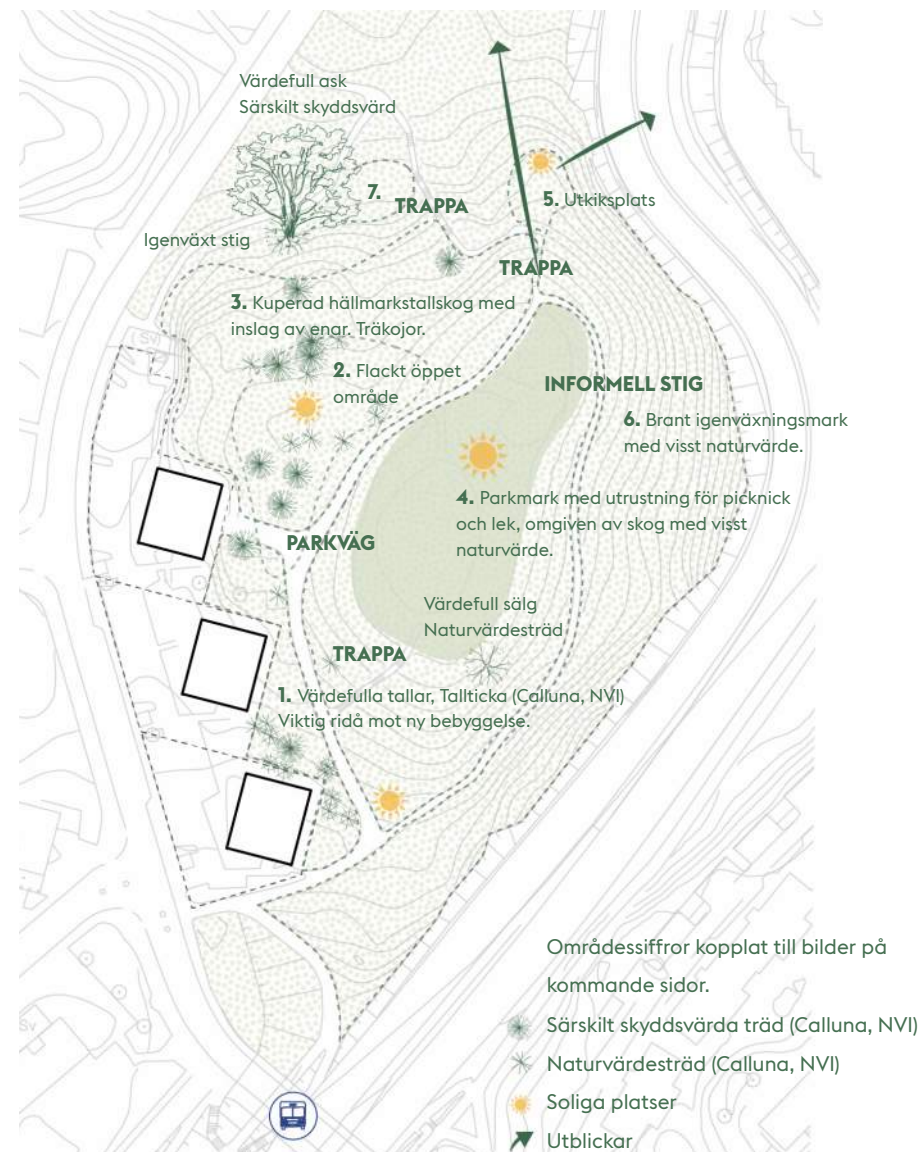 Värdefull ask
Särskilt skyddsvärd
7.
TRAPPA
5. Utkiksplats
Igenväxt stig
TRAPPA
3. Kuperad hällmarkstallskog med
inslag av enar. Träkojor.
Sv
2. Flackt öppet
område
INFORMELL STIG
6. Brant igenväxningsmark
med visst naturvärde.
4. Parkmark med utrustning för picknick
och lek, omgiven av skog med visst
naturvärde.
PARKVÄG
Värdefull sälg
Naturvärdesträd
TRAPPA
1. Värdefulla tallar, Tallticka (Calluna, NVI)
Viktig ridå mot ny bebyggelse.
Områdessiffror kopplat till bilder på
kommande sidor.
Sv
Särskilt skyddsvärda träd (Calluna, NVI)
Naturvärdesträd (Calluna, NVI)
Soliga platser
Utblickar